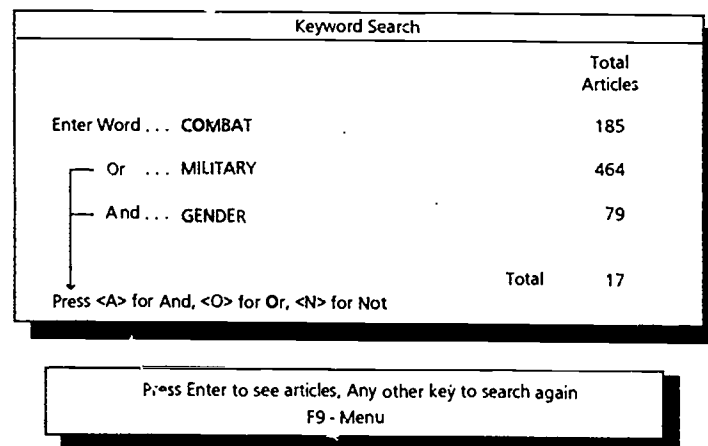 Keyword Search
Total
Articles
Enter Word . . . COMBAT 185
Or . . . MILITARY 464
And . . . GENDER 79
Total 17
Press <A> for And, <O> for Or, <N> for Not
Press Enter to see articles, Any other key to search again
F9 - Menu